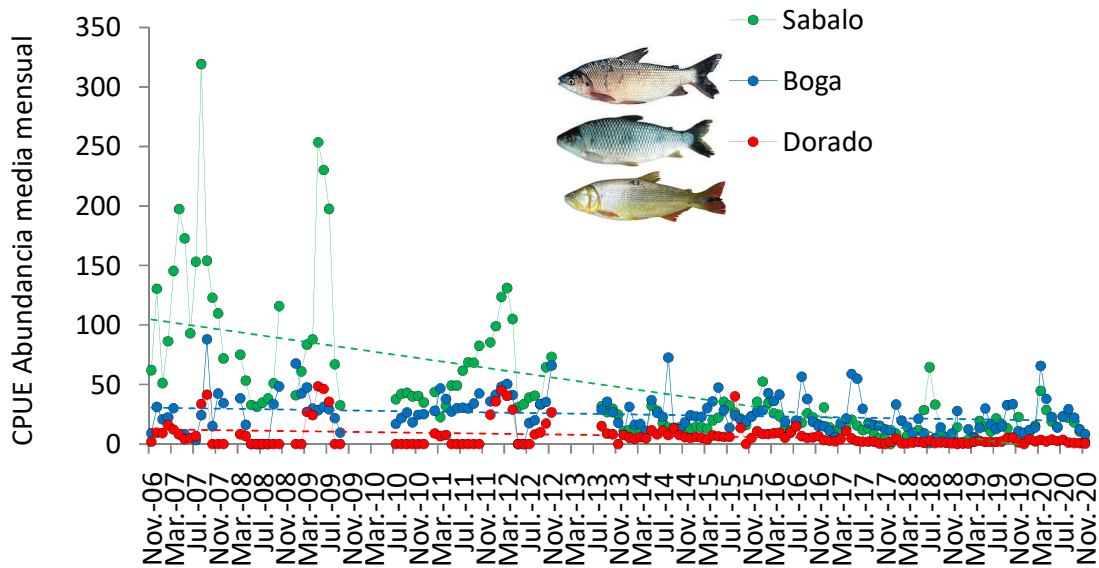 CPUE Abundancia media mensual
350
300
250
200
150
100
50
0
Sabalo
Boga
Dorado
Nov.-06
Mar.-07
Jul.-07
Nov.-07
Mar.-08
Jul.-08
Nov.-08
Mar.-09
Jul.-09
Nov.-09
Mar.-10
Jul.-10
Nov.-10
Mar.-11
Jul.-11
Nov.-11
Mar.-12
Jul.-12
Nov.-12
Mar.-13
Jul.-13
Nov.-13
Mar.-14
Jul.-14
Nov.-14
Mar.-15
Jul.-15
Nov.-15
Mar.-16
Jul.-16
Nov.-16
Mar.-17
Jul.-17
Nov.-17
Mar.-18
Jul.-18
Nov.-18
Mar.-19
Jul.-19
Nov.-19
Mar.-20
Jul.-20
Nov.-20